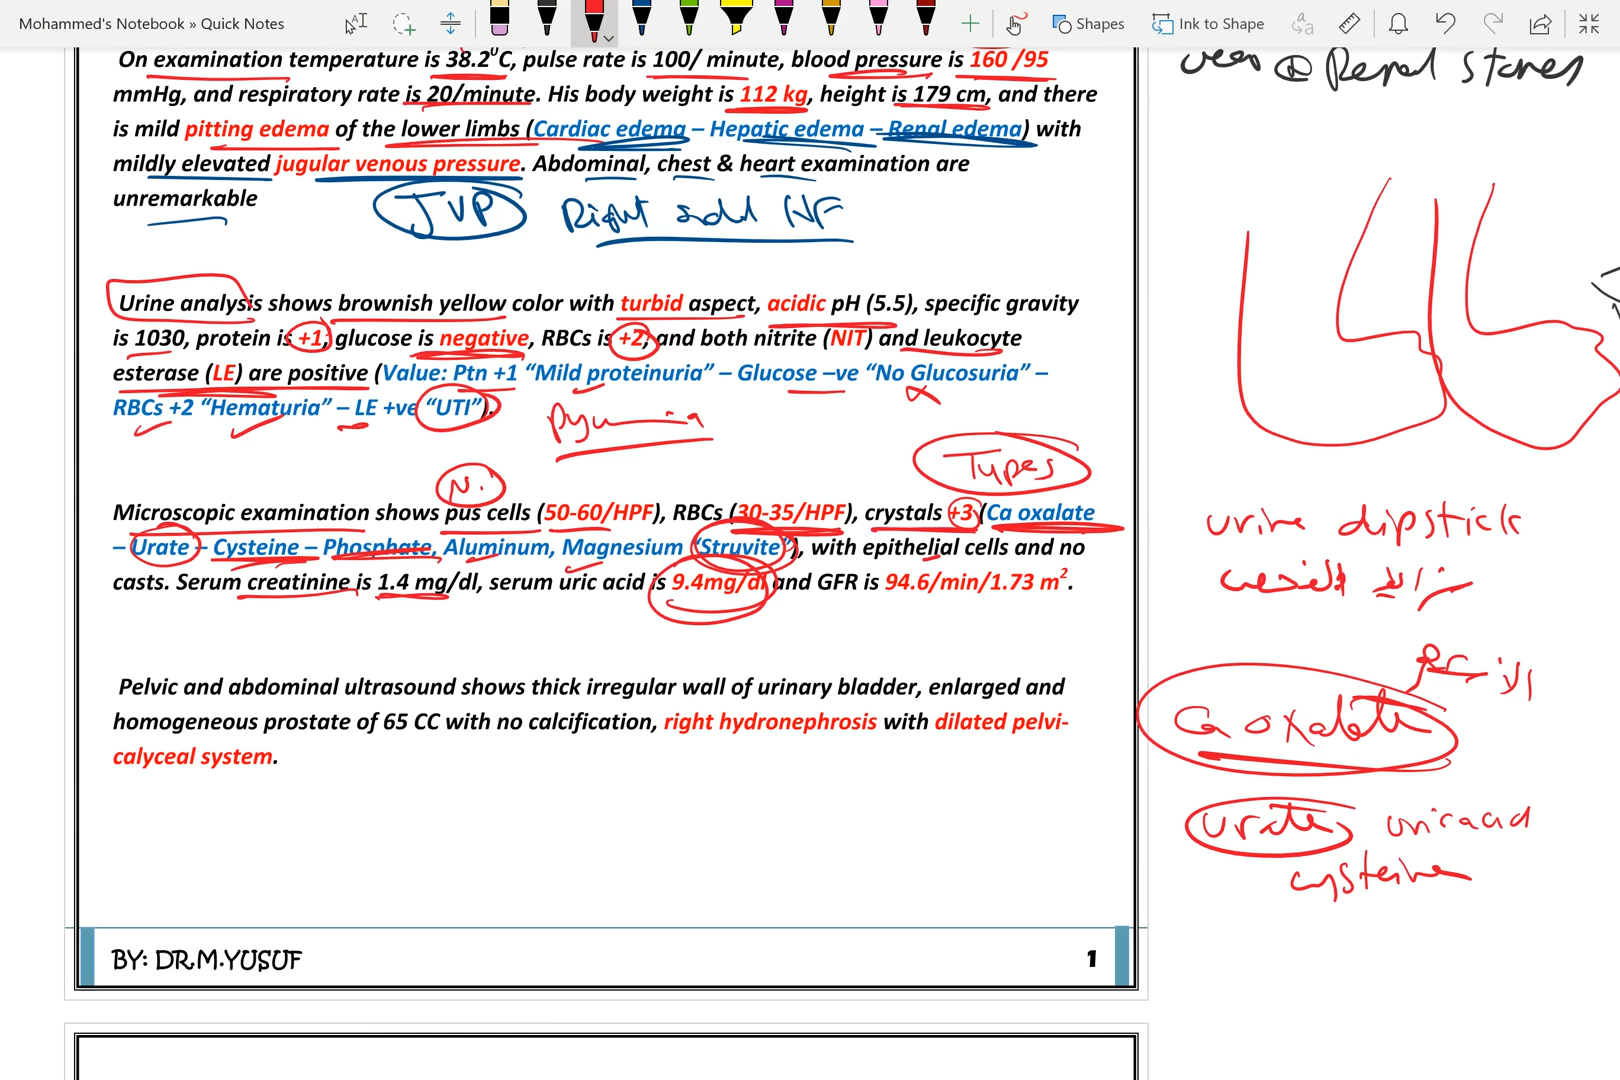 Mohammed's Notebook » Quick Notes
Shapes
Ink to Shape
On examination temperature is 38.2⁰C, pulse rate is 100/ minute, blood pressure is 160 /95
mmHg, and respiratory rate is 20/minute. His body weight is 112 kg, height is 179 cm, and there
is mild pitting edema of the lower limbs (Cardiac edema – Hepatic edema – Renal edema) with
mildly elevated jugular venous pressure. Abdominal, chest & heart examination are
unremarkable
JVP Right sided HF
Renal stones
Urine analysis shows brownish yellow color with turbid aspect, acidic pH (5.5), specific gravity
is 1030, protein is +1, glucose is negative, RBCs is +2, and both nitrite (NIT) and leukocyte
esterase (LE) are positive (Value: Ptn +1 “Mild proteinuria” – Glucose –ve “No Glucosuria” –
RBCs +2 “Hematuria” – LE +ve “UTI”).
Pyuria
Types
N.
Microscopic examination shows pus cells (50-60/HPF), RBCs (30-35/HPF), crystals +3 (Ca oxalate
– Urate – Cysteine – Phosphate, Aluminum, Magnesium “Struvite”), with epithelial cells and no
casts. Serum creatinine is 1.4 mg/dl, serum uric acid is 9.4mg/dl and GFR is 94.6/min/1.73 m².
urine dipstick
Pelvic and abdominal ultrasound shows thick irregular wall of urinary bladder, enlarged and
homogeneous prostate of 65 CC with no calcification, right hydronephrosis with dilated pelvi-
calyceal system.
Ca oxalate
urate uric acid
cysteine
BY: DR.M.YUSUF
1